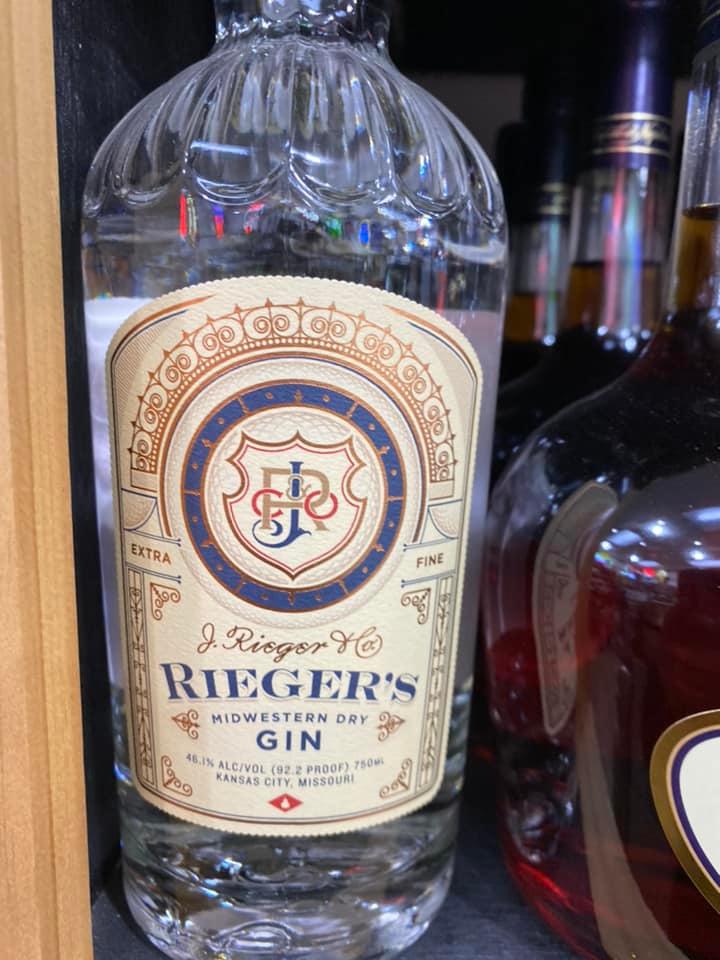 EXTRA
FINE
J. Rieger & Co
RIEGER'S
MIDWESTERN DRY
GIN
46.1% ALC/VOL (92.2 PROOF) 750ML
KANSAS CITY, MISSOURI